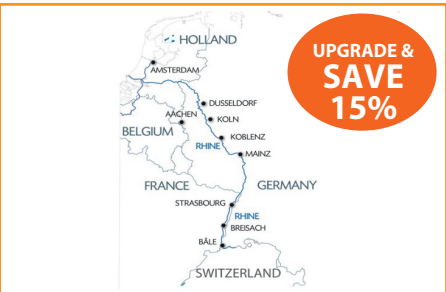 HOLLAND
UPGRADE &
SAVE
15%
AMSTERDAM
DUSSELDORF
AACHEN
KOLN
BELGIUM
KOBLENZ
RHINE
MAINZ
FRANCE
GERMANY
STRASBOURG
RHINE
BREISACH
BÂLE
SWITZERLAND